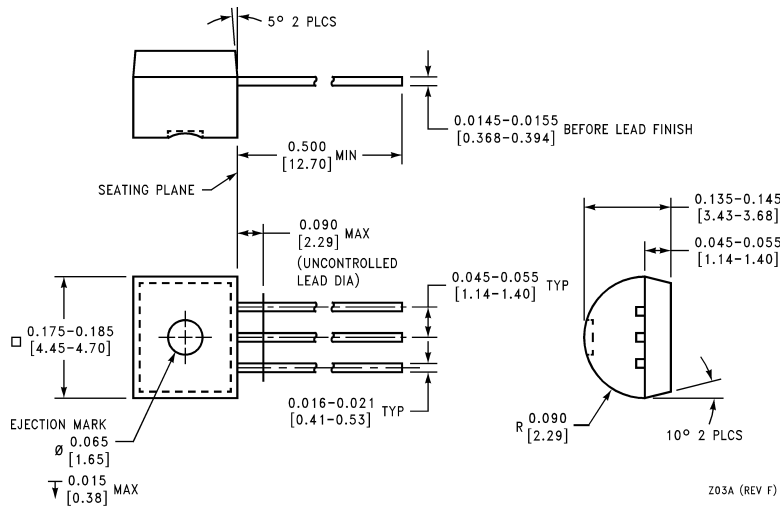 5° 2 PLCS
0.0145-0.0155
[0.368-0.394] BEFORE LEAD FINISH
0.500
[12.70] MIN
SEATING PLANE
0.090
[2.29] MAX
(UNCONTROLLED
LEAD DIA)
0.135-0.145
[3.43-3.68]
0.045-0.055
[1.14-1.40]
0.045-0.055
[1.14-1.40] TYP
□ 0.175-0.185
[4.45-4.70]
0.016-0.021
[0.41-0.53] TYP
EJECTION MARK
Ø 0.065
[1.65]
0.015
[0.38] MAX
R 0.090
[2.29]
10° 2 PLCS
Z03A (REV F)